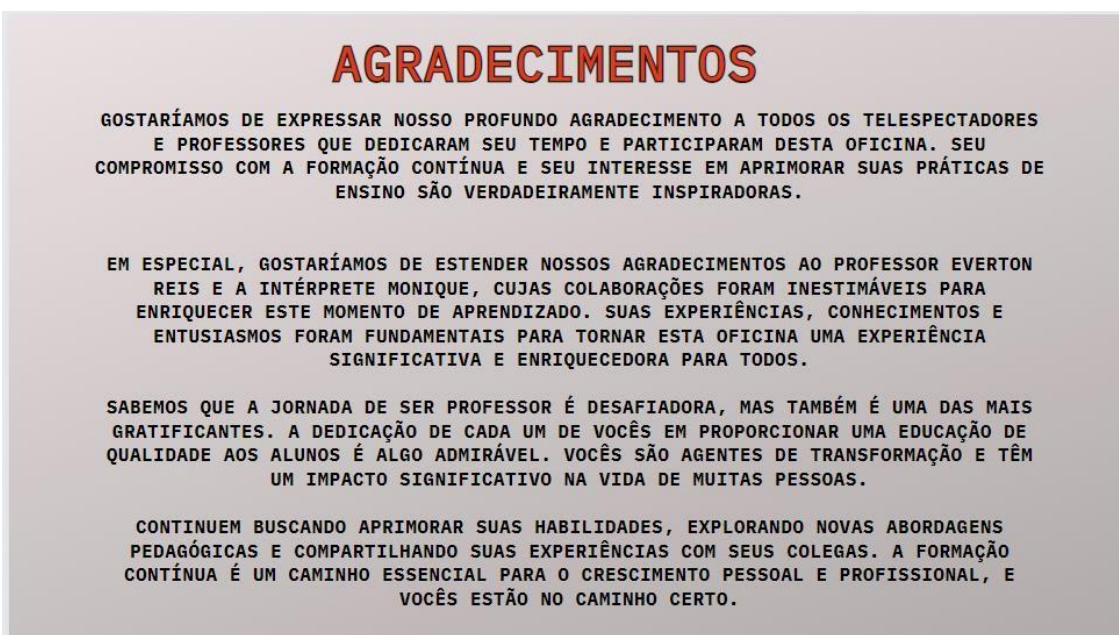 AGRADECIMENTOS
GOSTARÍAMOS DE EXPRESSAR NOSSO PROFUNDO AGRADECIMENTO A TODOS OS TELESPECTADORES
E PROFESSORES QUE DEDICARAM SEU TEMPO E PARTICIPARAM DESTA OFICINA. SEU
COMPROMISSO COM A FORMAÇÃO CONTÍNUA E SEU INTERESSE EM APRIMORAR SUAS PRÁTICAS DE
ENSINO SÃO VERDADEIRAMENTE INSPIRADORAS.
EM ESPECIAL, GOSTARÍAMOS DE ESTENDER NOSSOS AGRADECIMENTOS AO PROFESSOR EVERTON
REIS E A INTÉRPRETE MONIQUE, CUJAS COLABORAÇÕES FORAM INESTIMÁVEIS PARA
ENRIQUECER ESTE MOMENTO DE APRENDIZADO. SUAS EXPERIÊNCIAS, CONHECIMENTOS E
ENTUSIASMOS FORAM FUNDAMENTAIS PARA TORNAR ESTA OFICINA UMA EXPERIÊNCIA
SIGNIFICATIVA E ENRIQUECEDORA PARA TODOS.
SABEMOS QUE A JORNADA DE SER PROFESSOR É DESAFIADORA, MAS TAMBÉM É UMA DAS MAIS
GRATIFICANTES. A DEDICAÇÃO DE CADA UM DE VOCÊS EM PROPORCIONAR UMA EDUCAÇÃO DE
QUALIDADE AOS ALUNOS É ALGO ADMIRÁVEL. VOCÊS SÃO AGENTES DE TRANSFORMAÇÃO E TÊM
UM IMPACTO SIGNIFICATIVO NA VIDA DE MUITAS PESSOAS.
CONTINUEM BUSCANDO APRIMORAR SUAS HABILIDADES, EXPLORANDO NOVAS ABORDAGENS
PEDAGÓGICAS E COMPARTILHANDO SUAS EXPERIÊNCIAS COM SEUS COLEGAS. A FORMAÇÃO
CONTÍNUA É UM CAMINHO ESSENCIAL PARA O CRESCIMENTO PESSOAL E PROFISSIONAL, E
VOCÊS ESTÃO NO CAMINHO CERTO.